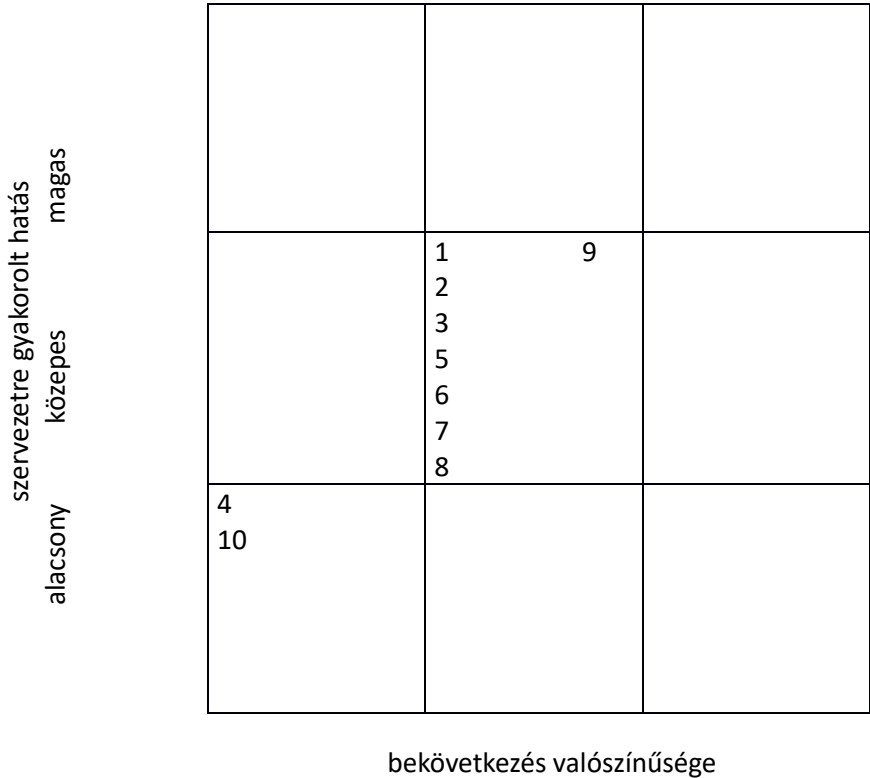 szervezetre gyakorolt hatás
magas
közepes
alacsony
1 9
2
3
5
6
7
8
4
10
bekövetkezés valószínűsége